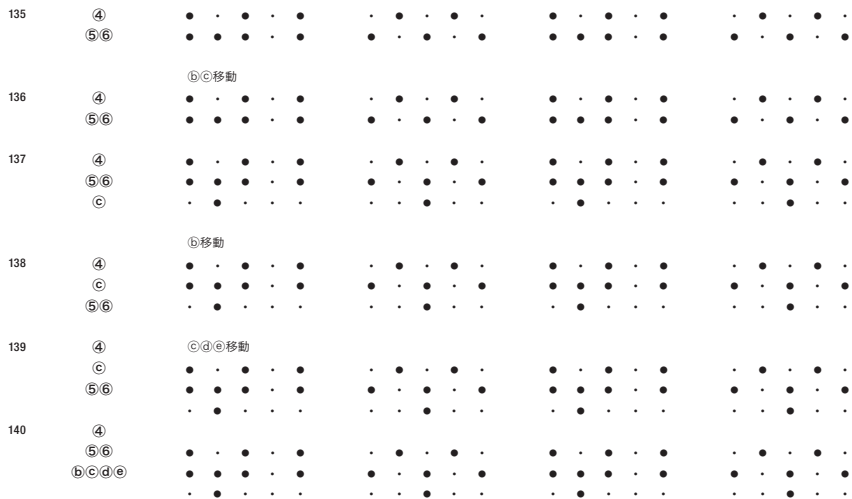 135 ④ ● · ● · ● · ● · ● · ● · ● · ● · ● · ● ·
⑤⑥ ● ● ● · ● ● · ● · ● ● ● ● · ● ● · ● · ●
ⓑⓒ移動
136 ④ ● · ● · ● · ● · ● · ● · ● · ● · ● · ● ·
⑤⑥ ● ● ● · ● ● · ● · ● ● ● ● · ● ● · ● · ●
137 ④ ● · ● · ● · ● · ● · ● · ● · ● · ● · ● ·
⑤⑥ ● ● ● · ● ● · ● · ● ● ● ● · ● ● · ● · ●
ⓒ · ● · · · · · ● · · · ● · · · · · ● · ·
ⓑ移動
138 ④ ● · ● · ● · ● · ● · ● · ● · ● · ● · ● ·
ⓒ ● ● ● · ● ● · ● · ● ● ● ● · ● ● · ● · ●
⑤⑥ · ● · · · · · ● · · · ● · · · · · ● · ·
139 ④ ⓒⓓⓔ移動
ⓒ ● · ● · ● · ● · ● · ● · ● · ● · ● · ● ·
⑤⑥ ● ● ● · ● ● · ● · ● ● ● ● · ● ● · ● · ●
· ● · · · · · ● · · · ● · · · · · ● · ·
140 ④
⑤⑥ ● · ● · ● · ● · ● · ● · ● · ● · ● · ● ·
ⓑⓒⓓⓔ ● ● ● · ● ● · ● · ● ● ● ● · ● ● · ● · ●
· ● · · · · · ● · · · ● · · · · · ● · ·